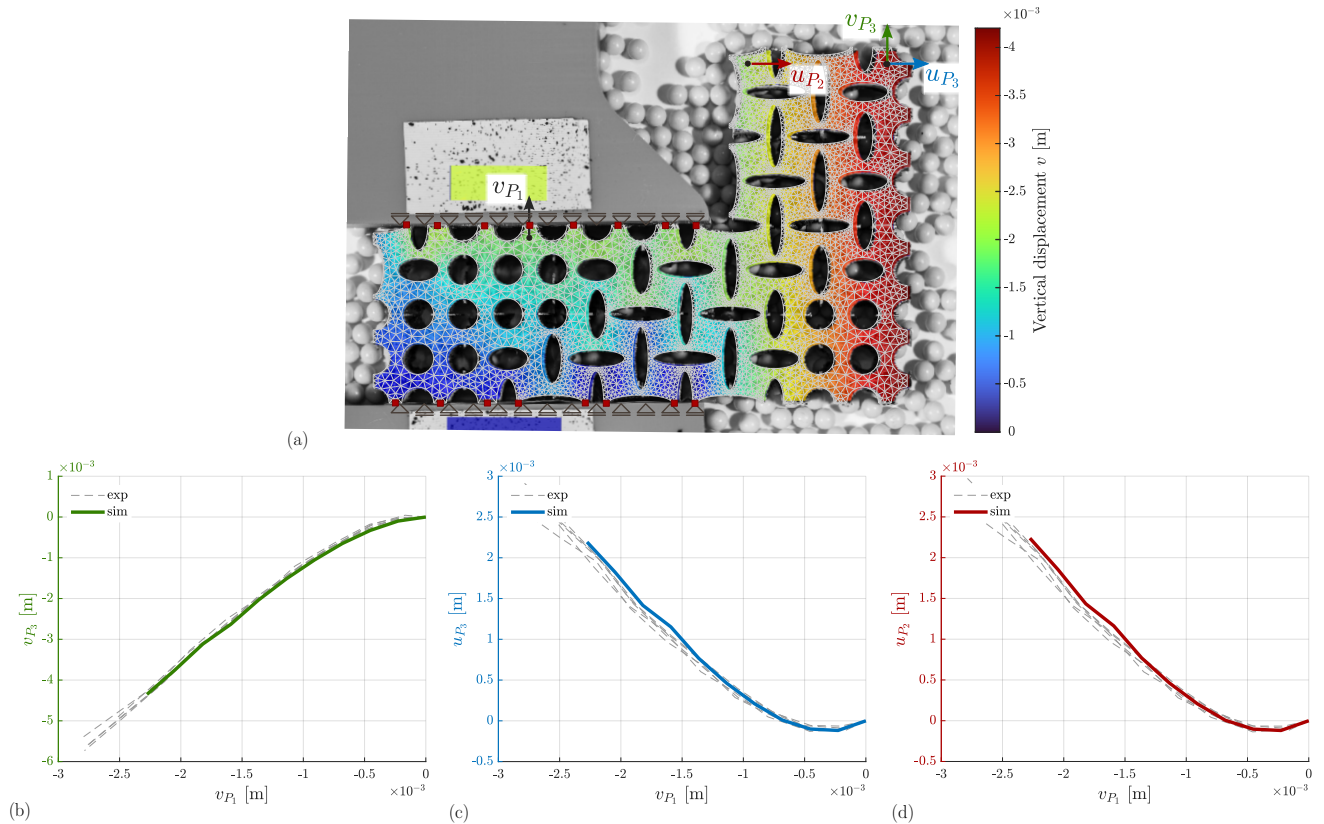 v_{P_3}
×10^{-3}
u_{P_2}
u_{P_3}
v_{P_1}
-4
-3.5
-3
-2.5
-2
-1.5
-1
-0.5
0
Vertical displacement v [m]
(a)
×10^{-3}
1
0
-1
-2
-3
-4
-5
-6
v_{P_3} [m]
exp
sim
-3
-2.5
-2
-1.5
-1
-0.5
0
v_{P_1} [m]
×10^{-3}
(b)
×10^{-3}
3
2.5
2
1.5
1
0.5
0
-0.5
u_{P_3} [m]
exp
sim
-3
-2.5
-2
-1.5
-1
-0.5
0
v_{P_1} [m]
×10^{-3}
(c)
×10^{-3}
3
2.5
2
1.5
1
0.5
0
-0.5
u_{P_2} [m]
exp
sim
-3
-2.5
-2
-1.5
-1
-0.5
0
v_{P_1} [m]
×10^{-3}
(d)